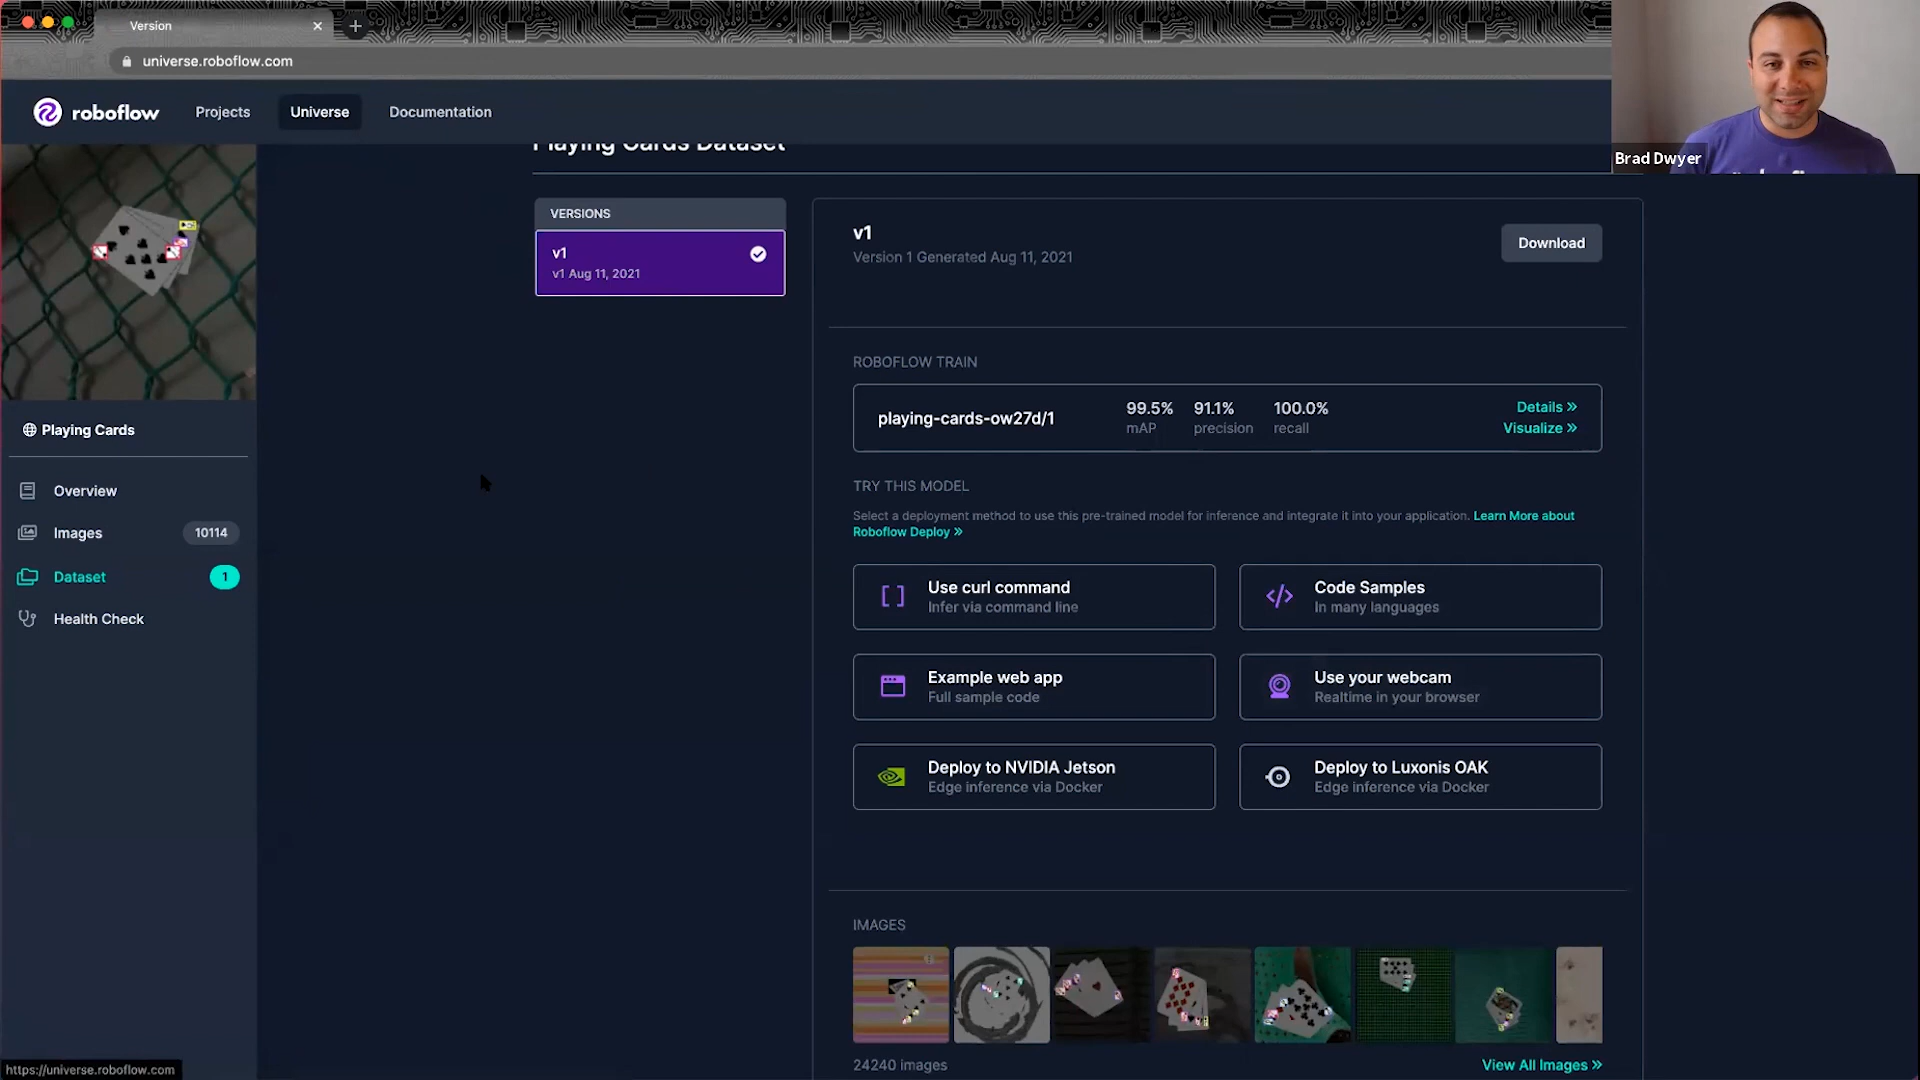 Version
universe.roboflow.com
roboflow
Projects
Universe
Documentation
Brad Dwyer
Playing Cards Dataset
VERSIONS
v1
v1 Aug 11, 2021
v1
Version 1 Generated Aug 11, 2021
Download
ROBOFLOW TRAIN
playing-cards-ow27d/1
99.5%
mAP
91.1%
precision
100.0%
recall
Details »
Visualize »
Playing Cards
Overview
Images
10114
Dataset
1
Health Check
TRY THIS MODEL
Select a deployment method to use this pre-trained model for inference and integrate it into your application. Learn More about
Roboflow Deploy »
Use curl command
Infer via command line
Code Samples
In many languages
Example web app
Full sample code
Use your webcam
Realtime in your browser
Deploy to NVIDIA Jetson
Edge inference via Docker
Deploy to Luxonis OAK
Edge inference via Docker
IMAGES
24240 images
View All Images »
https://universe.roboflow.com